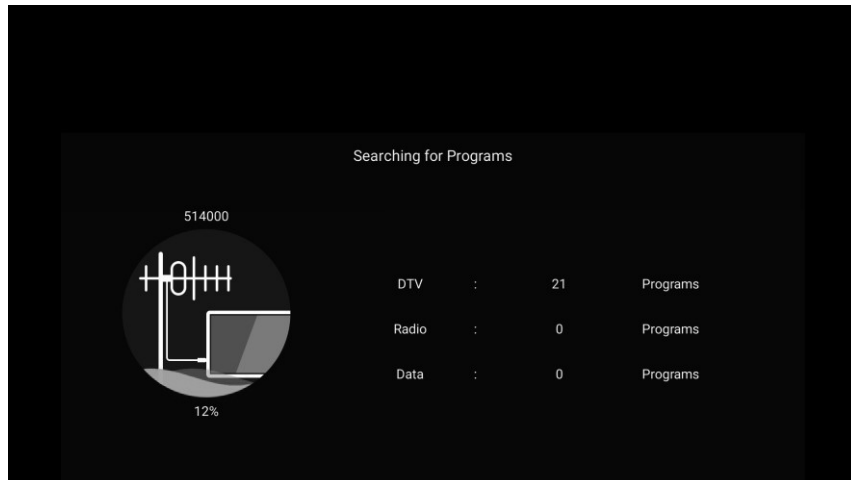 Searching for Programs
514000
DTV : 21 Programs
Radio : 0 Programs
Data : 0 Programs
12%